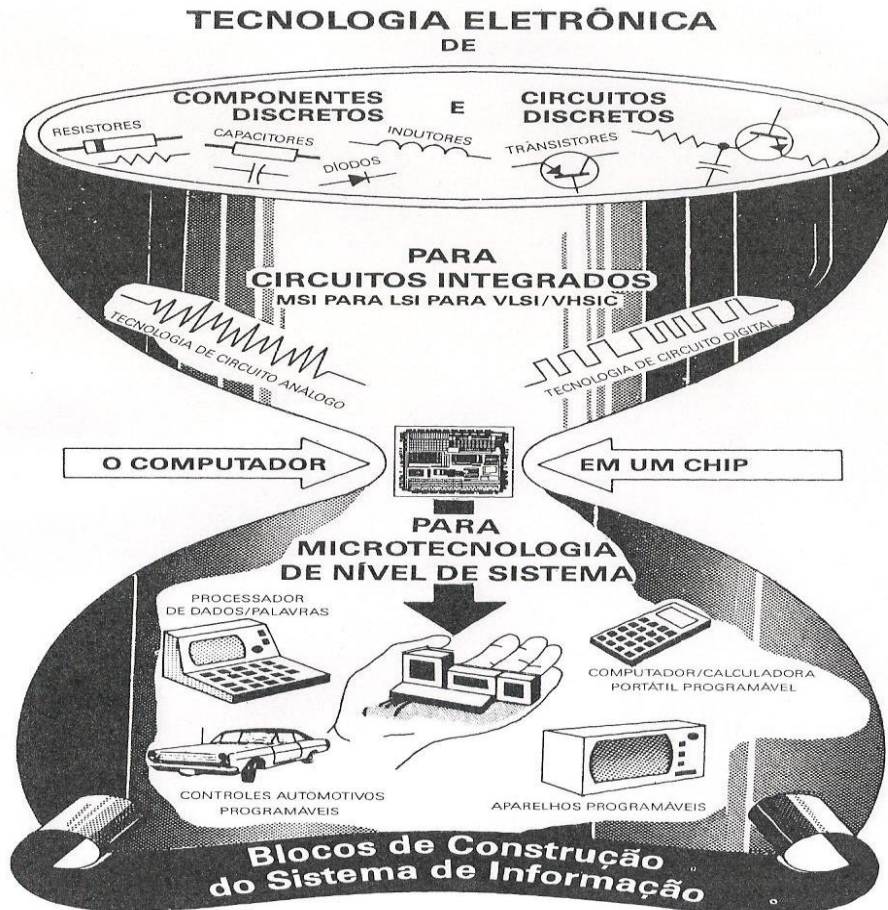 TECNOLOGIA ELETRÔNICA
DE
COMPONENTES
DISCRETOS
E
CIRCUITOS
DISCRETOS
RESISTORES
CAPACITORES
INDUTORES
DÍODOS
TRANSISTORES
PARA
CIRCUITOS INTEGRADOS
MSI PARA LSI PARA VLSI/VHSIC
TECNOLOGIA DE CIRCUITO ANÁLOGO
TECNOLOGIA DE CIRCUITO DIGITAL
O COMPUTADOR
EM UM CHIP
PARA
MICROTECNOLOGIA
DE NÍVEL DE SISTEMA
PROCESSADOR
DE DADOS/PALAVRAS
COMPUTADOR/CALCULADORA
PORTÁTIL PROGRAMÁVEL
CONTROLES AUTOMOTIVOS
PROGRAMÁVEIS
APARELHOS PROGRAMÁVEIS
Blocos de Construção
do Sistema de Informação